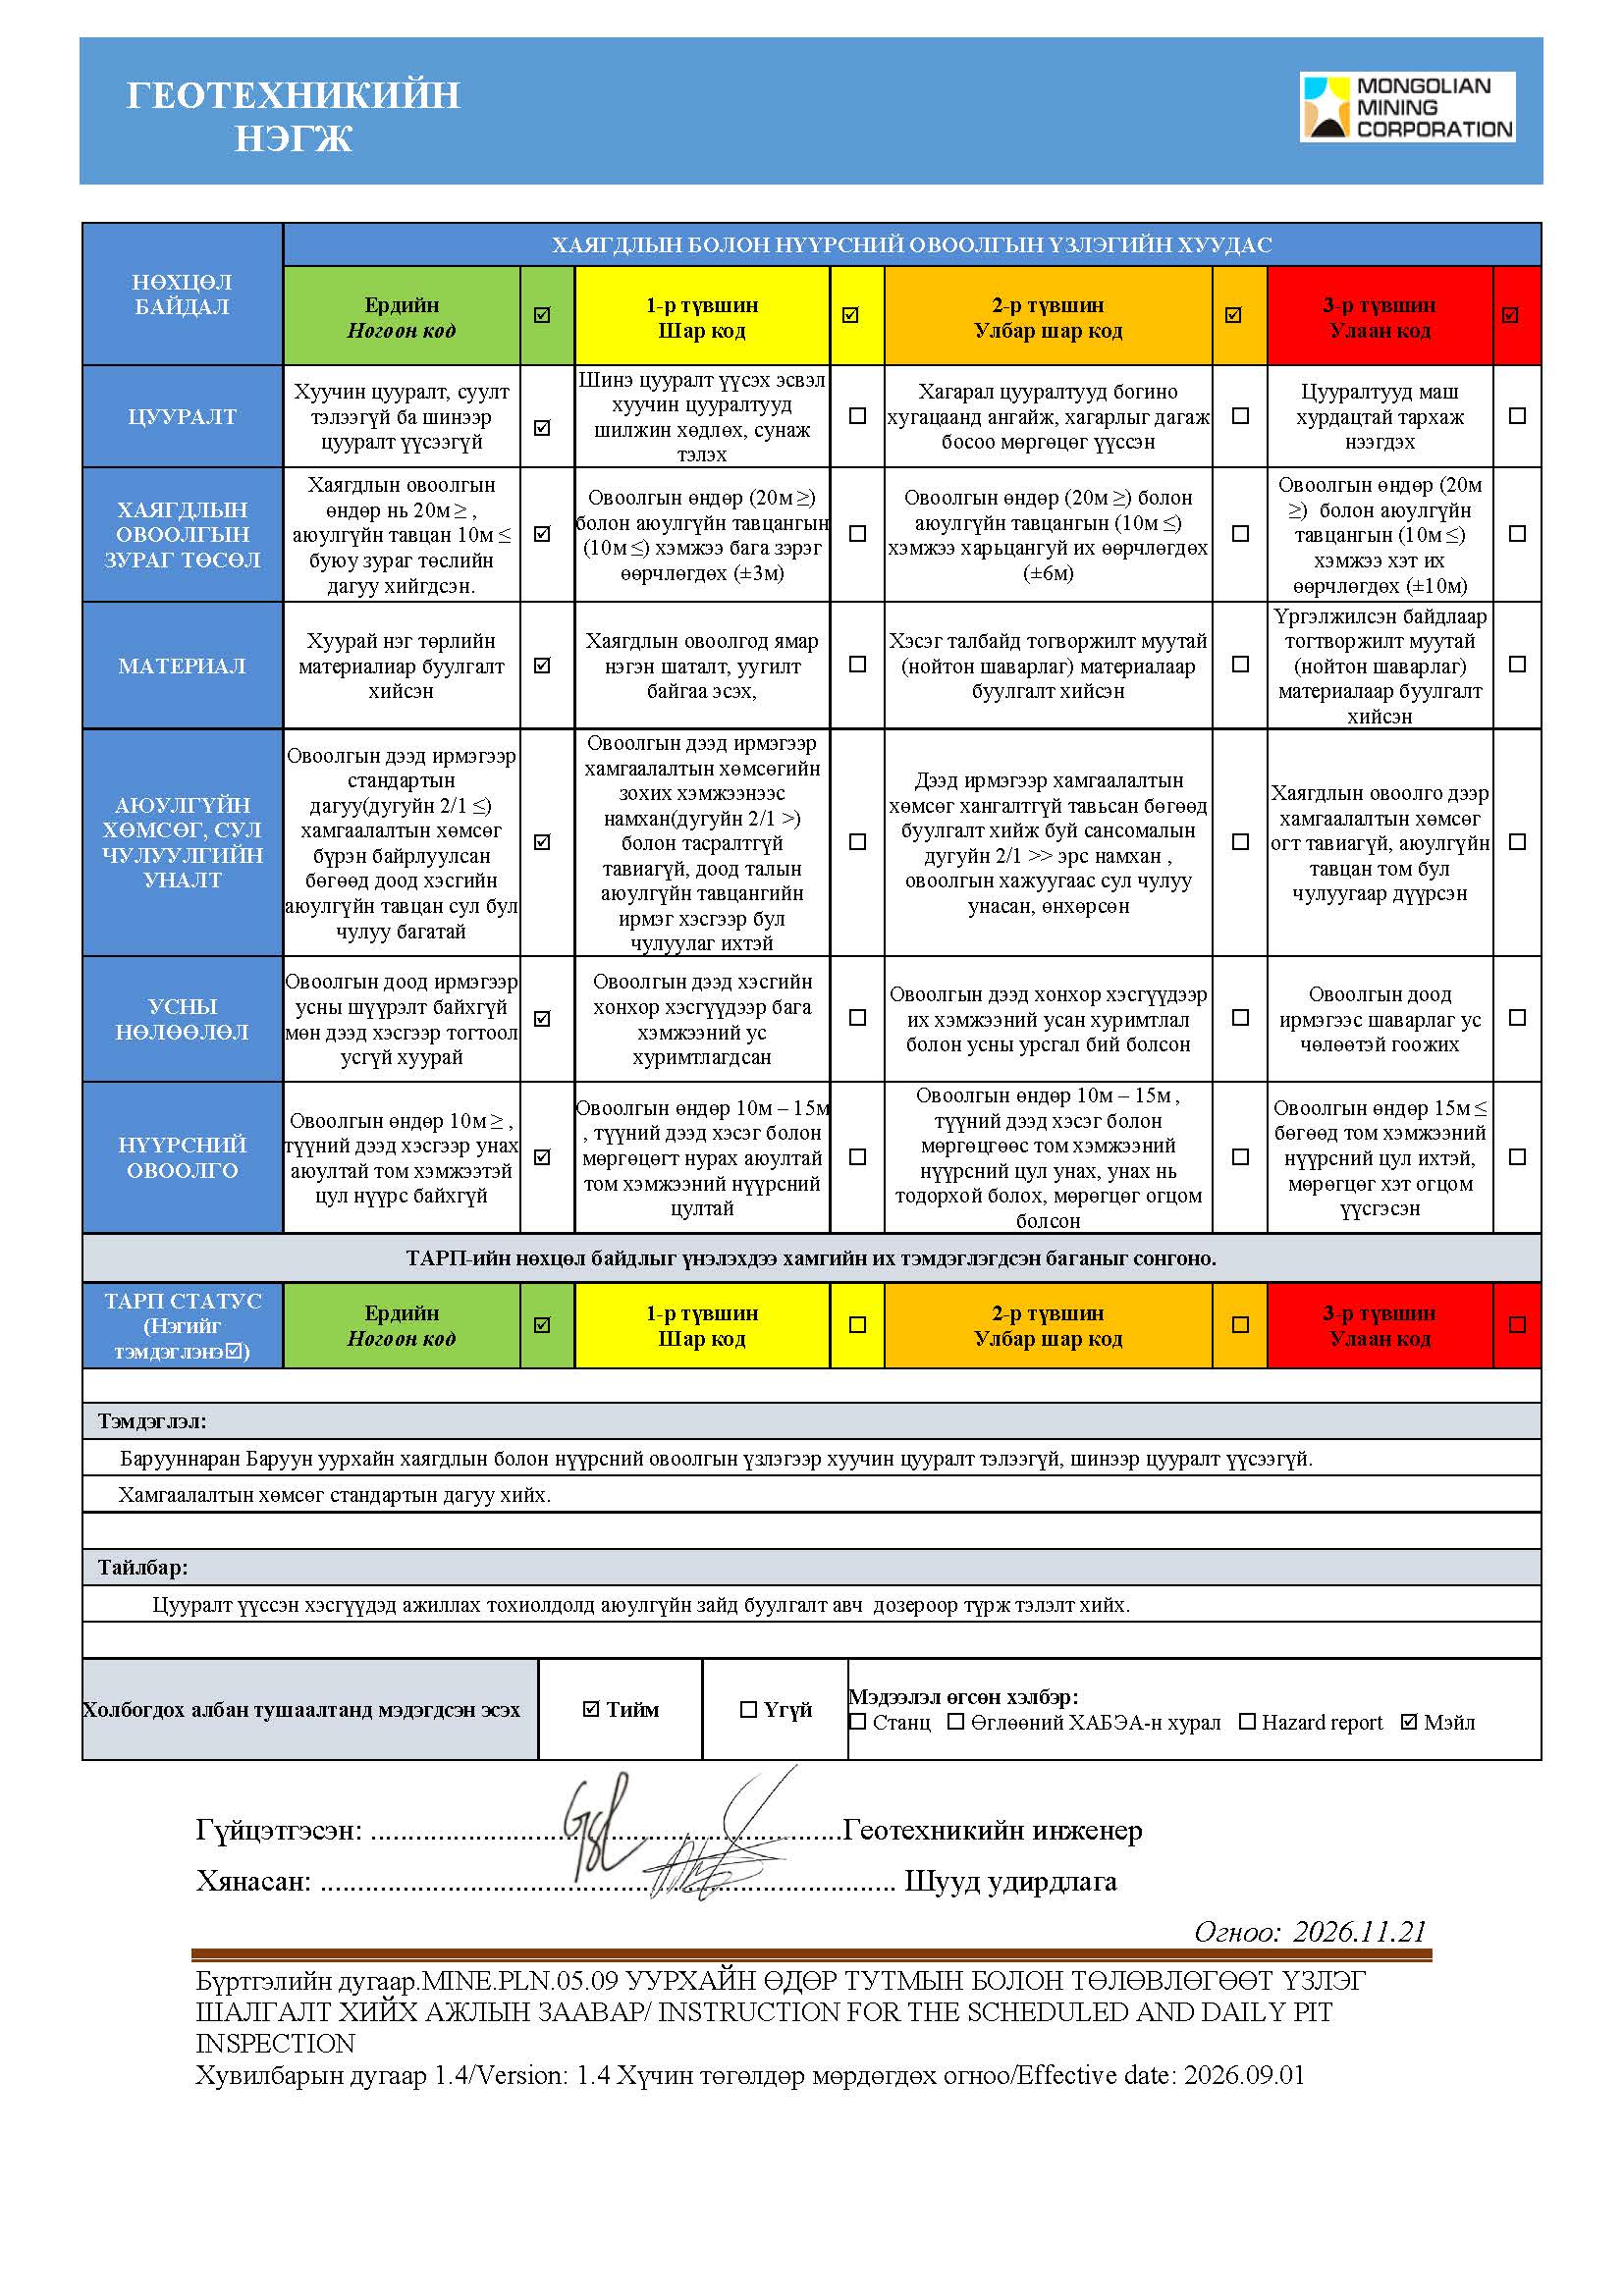 ГЕОТЕХНИКИЙН
НЭГЖ
MONGOLIAN
MINING
CORPORATION
НӨХЦӨЛ
БАЙДАЛ
ХАЯГДЛЫН БОЛОН НҮҮРСНИЙ ОВООЛГЫН ҮЗЛЭГИЙН ХУУДАС
Ердийн
Ногоон код
☑
1-р түвшин
Шар код
☑
2-р түвшин
Улбар шар код
☑
3-р түвшин
Улаан код
☑
ЦУУРАЛТ
Хуучин цууралт, суулт
тэлээгүй ба шинээр
цууралт үүсээгүй
☑
Шинэ цууралт үүсэх эсвэл
хуучин цууралтууд
шилжин хөдлөх, сунаж
тэлэх
☐
Хагарал цууралтууд богино
хугацаанд ангайж, хагарлыг дагаж
босоо мөргөцөг үүссэн
☐
Цууралтууд маш
хурдацтай тархаж
нээгдэх
☐
ХАЯГДЛЫН
ОВООЛГЫН
ЗУРАГ ТӨСӨЛ
Хаягдлын овоолгын
өндөр нь 20м ≥ ,
аюулгүйн тавцан 10м ≤
буюу зураг төслийн
дагуу хийгдсэн.
☑
Овоолгын өндөр (20м ≥)
болон аюулгүйн тавцангын
(10м ≤) хэмжээ бага зэрэг
өөрчлөгдөх (±3м)
☐
Овоолгын өндөр (20м ≥) болон
аюулгүйн тавцангын (10м ≤)
хэмжээ харьцангуй их өөрчлөгдөх
(±6м)
☐
Овоолгын өндөр (20м
≥) болон аюулгүйн
тавцангын (10м ≤)
хэмжээ хэт их
өөрчлөгдөх (±10м)
☐
МАТЕРИАЛ
Хуурай нэг төрлийн
материалиар буулгалт
хийсэн
☑
Хаягдлын овоолгод ямар
нэгэн шаталт, уугилт
байгаа эсэх,
☐
Хэсэг талбайд тогворжилт муутай
(нойтон шаварлаг) материалаар
буулгалт хийсэн
☐
Үргэлжилсэн байдлаар
тогтворжилт муутай
(нойтон шаварлаг)
материалаар буулгалт
хийсэн
☐
АЮУЛГҮЙН
ХӨМСӨГ, СУЛ
ЧУЛУУЛГИЙН
УНАЛТ
Овоолгын дээд ирмэгээр
стандартын
дагуу(дугуйн 2/1 ≤)
хамгаалалтын хөмсөг
бүрэн байрлуулсан
бөгөөд доод хэсгийн
аюулгүйн тавцан сул бул
чулуу багатай
☑
Овоолгын дээд ирмэгээр
хамгаалалтын хөмсөгийн
зохих хэмжээнээс
намхан(дугуйн 2/1 >)
болон тасралтгүй
тавиагүй, доод талын
аюулгүйн тавцангийн
ирмэг хэсгээр бул
чулуулаг ихтэй
☐
Дээд ирмэгээр хамгаалалтын
хөмсөг хангалтгүй тавьсан бөгөөд
буулгалт хийж буй сансомалын
дугуйн 2/1 >> эрс намхан ,
овоолгын хажуугаас сул чулуу
унасан, өнхөрсөн
☐
Хаягдлын овоолго дээр
хамгаалалтын хөмсөг
огт тавиагүй, аюулгүйн
тавцан том бул
чулуугаар дүүрсэн
☐
УСНЫ
НӨЛӨӨЛӨЛ
Овоолгын доод ирмэгээр
усны шүүрэлт байхгүй
мөн дээд хэсгээр тогтоол
усгүй хуурай
☑
Овоолгын дээд хэсгийн
хонхор хэсгүүдээр бага
хэмжээний ус
хуримтлагдсан
☐
Овоолгын дээд хонхор хэсгүүдээр
их хэмжээний усан хуримтлал
болон усны урсгал бий болсон
☐
Овоолгын доод
ирмэгээс шаварлаг ус
чөлөөтэй гоожих
☐
НҮҮРСНИЙ
ОВООЛГО
Овоолгын өндөр 10м ≥ ,
түүний дээд хэсгээр унах
аюултай том хэмжээтэй
цул нүүрс байхгүй
☑
Овоолгын өндөр 10м – 15м
, түүний дээд хэсэг болон
мөргөцөгт нурах аюултай
том хэмжээний нүүрсний
цултай
☐
Овоолгын өндөр 10м – 15м ,
түүний дээд хэсэг болон
мөргөцгөөс том хэмжээний
нүүрсний цул унах, унах нь
тодорхой болох, мөрөгцөг огцом
болсон
☐
Овоолгын өндөр 15м ≤
бөгөөд том хэмжээний
нүүрсний цул ихтэй,
мөрөгцөг хэт огцом
үүсгэсэн
☐
ТАРП-ийн нөхцөл байдлыг үнэлэхдээ хамгийн их тэмдэглэгдсэн баганыг сонгоно.
ТАРП СТАТУС
(Нэгийг
тэмдэглэнэ☑)
Ердийн
Ногоон код
☑
1-р түвшин
Шар код
☐
2-р түвшин
Улбар шар код
☐
3-р түвшин
Улаан код
☐
Тэмдэглэл:
Барууннаран Баруун уурхайн хаягдлын болон нүүрсний овоолгын үзлэгээр хуучин цууралт тэлээгүй, шинээр цууралт үүсээгүй.
Хамгаалалтын хөмсөг стандартын дагуу хийх.
Тайлбар:
Цууралт үүссэн хэсгүүдэд ажиллах тохиолдолд аюулгүйн зайд буулгалт авч дозероор түрж тэлэлт хийх.
Холбогдох албан тушаалтанд мэдэгдсэн эсэх
☑ Тийм
☐ Үгүй
Мэдээлэл өгсөн хэлбэр:
☐ Станц ☐ Өглөөний ХАБЭА-н хурал ☐ Hazard report ☑ Мэйл
Гүйцэтгэсэн: ................................................................Геотехникийн инженер
Хянасан: .............................................................................. Шууд удирдлага
Огноо: 2026.11.21
Бүртгэлийн дугаар.MINE.PLN.05.09 УУРХАЙН ӨДӨР ТУТМЫН БОЛОН ТӨЛӨВЛӨГӨӨТ ҮЗЛЭГ
ШАЛГАЛТ ХИЙХ АЖЛЫН ЗААВАР/ INSTRUCTION FOR THE SCHEDULED AND DAILY PIT
INSPECTION
Хувилбарын дугаар 1.4/Version: 1.4 Хүчин төгөлдөр мөрдөгдөх огноо/Effective date: 2026.09.01